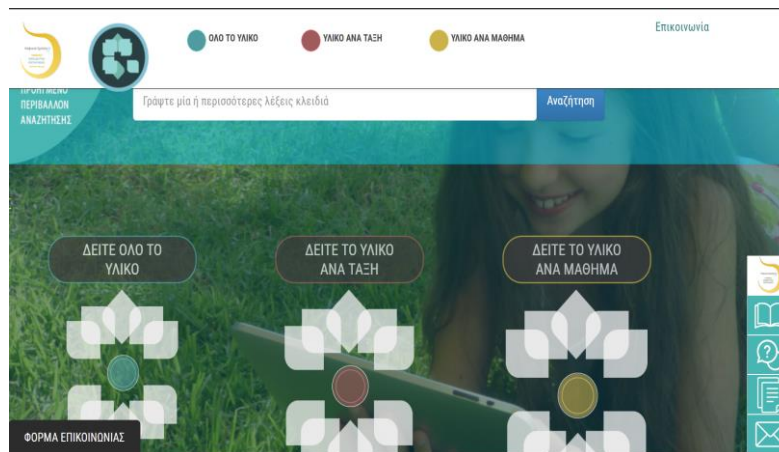 ΟΛΟ ΤΟ ΥΛΙΚΟ
ΥΛΙΚΟ ΑΝΑ ΤΑΞΗ
ΥΛΙΚΟ ΑΝΑ ΜΑΘΗΜΑ
Επικοινωνία
ΠΡΟΗΓΜΕΝΟ
ΠΕΡΙΒΑΛΛΟΝ
ΑΝΑΖΗΤΗΣΗΣ
Γράψτε μία ή περισσότερες λέξεις κλειδιά
Αναζήτηση
ΔΕΙΤΕ ΟΛΟ ΤΟ
ΥΛΙΚΟ
ΔΕΙΤΕ ΤΟ ΥΛΙΚΟ
ΑΝΑ ΤΑΞΗ
ΔΕΙΤΕ ΤΟ ΥΛΙΚΟ
ΑΝΑ ΜΑΘΗΜΑ
ΦΟΡΜΑ ΕΠΙΚΟΙΝΩΝΙΑΣ